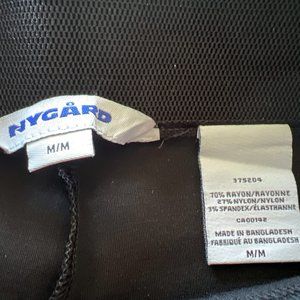 NYGÅRD
M/M
375204
70% RAYON/RAYONNE
27% NYLON/NYLON
3% SPANDEX/ÉLASTHANNE
CA00142
MADE IN BANGLADESH
FABRIQUÉ AU BANGLADESH
M/M